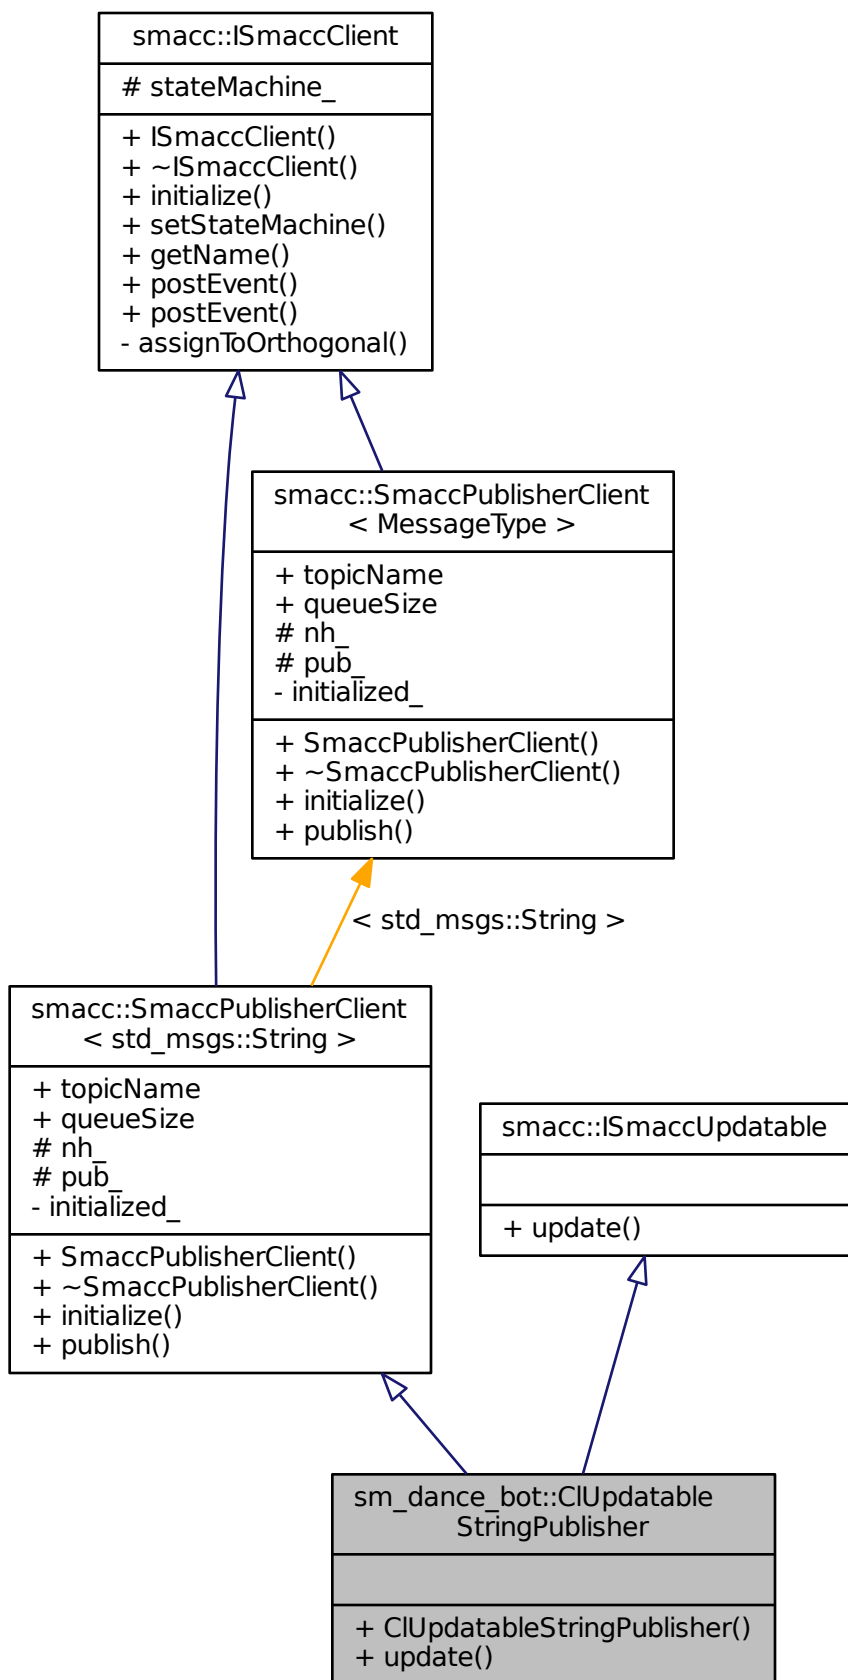 smacc::ISmaccClient
# stateMachine_
+ ISmaccClient()
+ ~ISmaccClient()
+ initialize()
+ setStateMachine()
+ getName()
+ postEvent()
+ postEvent()
- assignToOrthogonal()
smacc::SmaccPublisherClient
< MessageType >
+ topicName
+ queueSize
# nh_
# pub_
- initialized_
+ SmaccPublisherClient()
+ ~SmaccPublisherClient()
+ initialize()
+ publish()
< std_msgs::String >
smacc::SmaccPublisherClient
< std_msgs::String >
+ topicName
+ queueSize
# nh_
# pub_
- initialized_
+ SmaccPublisherClient()
+ ~SmaccPublisherClient()
+ initialize()
+ publish()
smacc::ISmaccUpdatable
+ update()
sm_dance_bot::ClUpdatable
StringPublisher
+ ClUpdatableStringPublisher()
+ update()